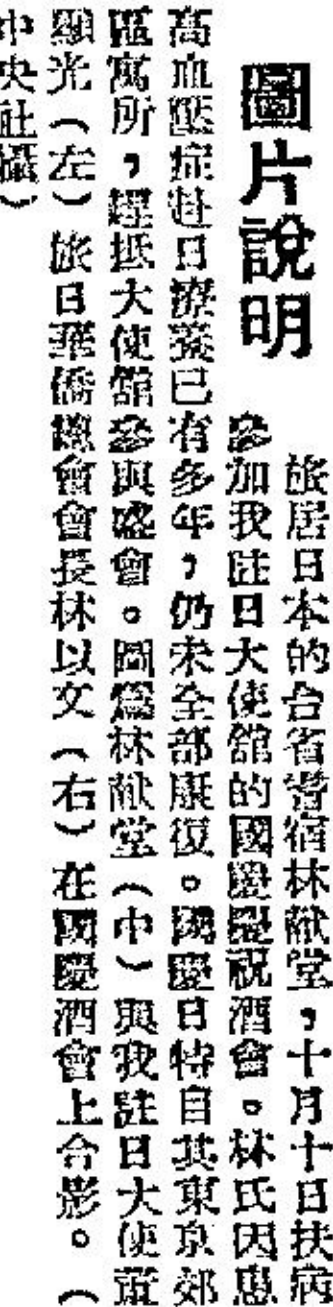 圖片說明
旅居日本的台省耆宿林献堂，十月十日扶病
參加我駐日大使館的國慶慶祝酒會。林氏因患
高血壓症赴日療養已有多年，仍未全部康復。國慶日特自其東京郊
區寓所，經抵大使館參與盛會。圖爲林献堂（中）與我駐日大使董
顯光（左）旅日華僑總會會長林以文（右）在國慶酒會上合影。（
中央社攝）